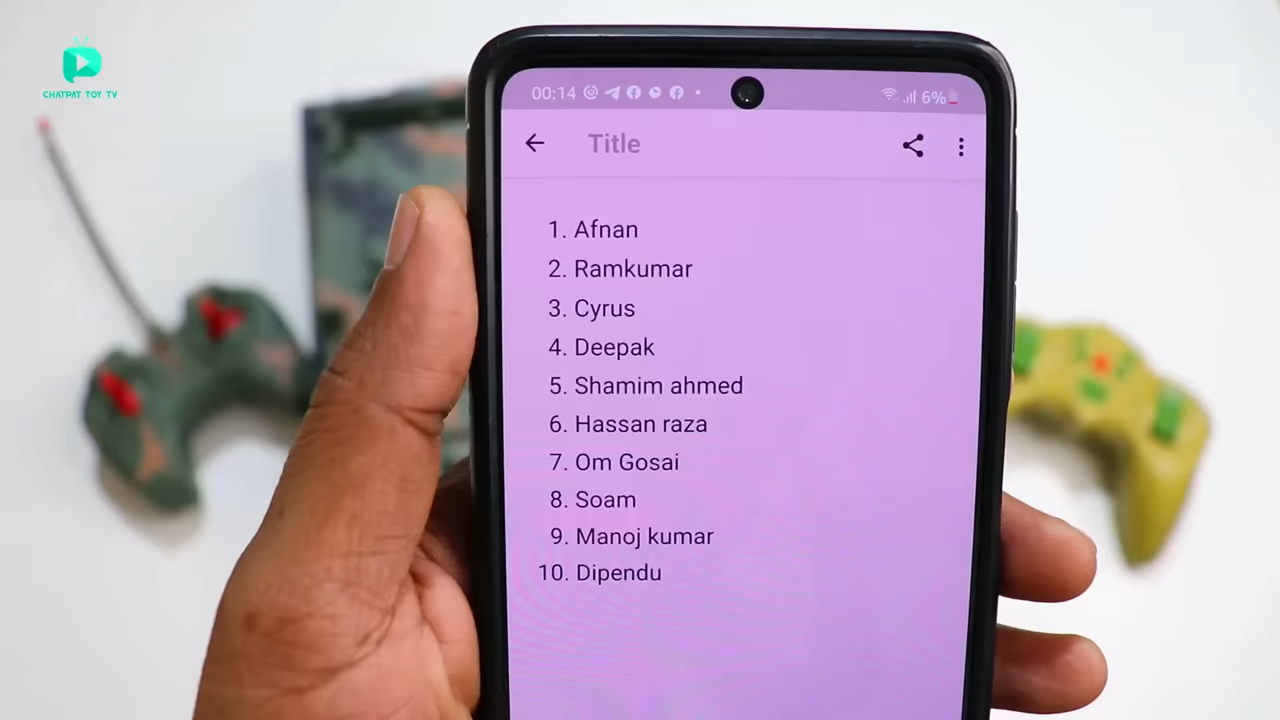 CHATPAT TOY TV
00:14 6%
Title
1. Afnan
2. Ramkumar
3. Cyrus
4. Deepak
5. Shamim ahmed
6. Hassan raza
7. Om Gosai
8. Soam
9. Manoj kumar
10. Dipendu